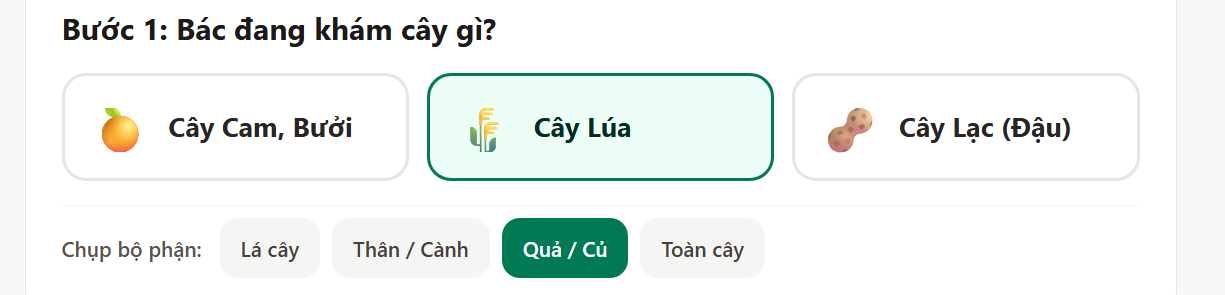 Bước 1: Bác đang khám cây gì?
Cây Cam, Bưởi
Cây Lúa
Cây Lạc (Đậu)
Chụp bộ phận: Lá cây Thân / Cành Quả / Củ Toàn cây